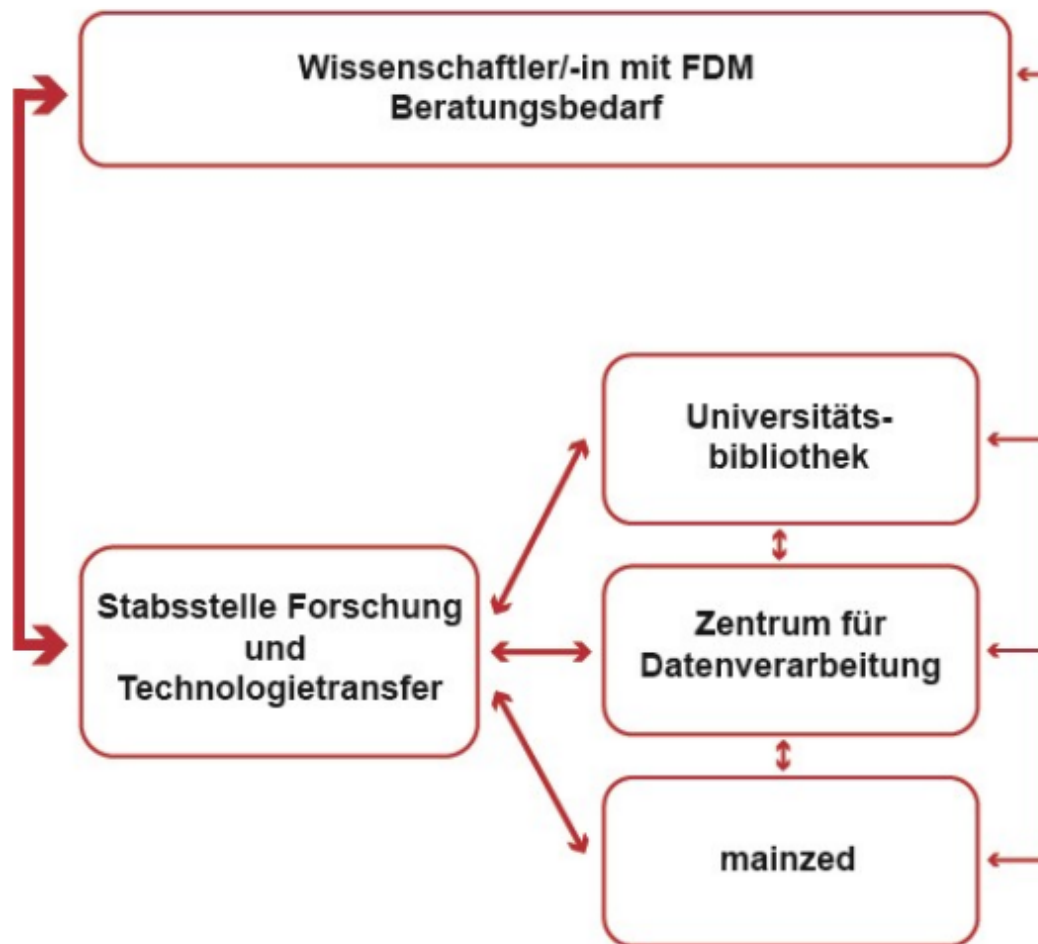 Wissenschaftler/-in mit FDM
Beratungsbedarf
Universitäts-
bibliothek
Stabsstelle Forschung
und
Technologietransfer
Zentrum für
Datenverarbeitung
mainzed